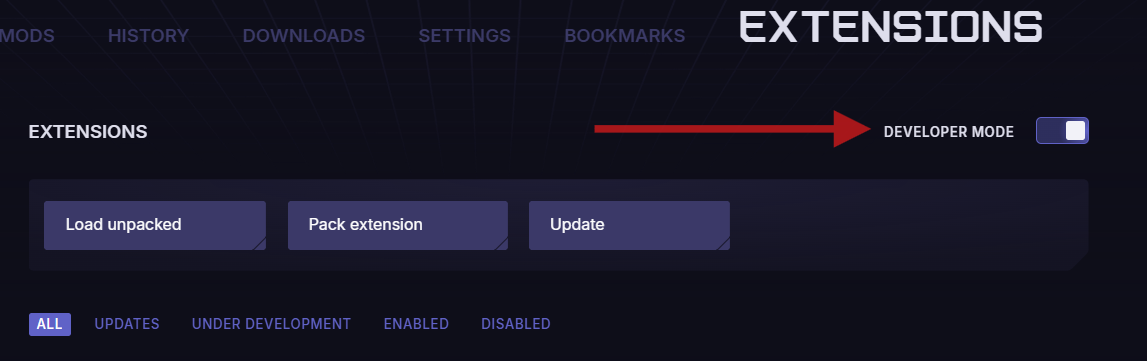 MODS HISTORY DOWNLOADS SETTINGS BOOKMARKS EXTENSIONS
EXTENSIONS DEVELOPER MODE
Load unpacked Pack extension Update
ALL UPDATES UNDER DEVELOPMENT ENABLED DISABLED